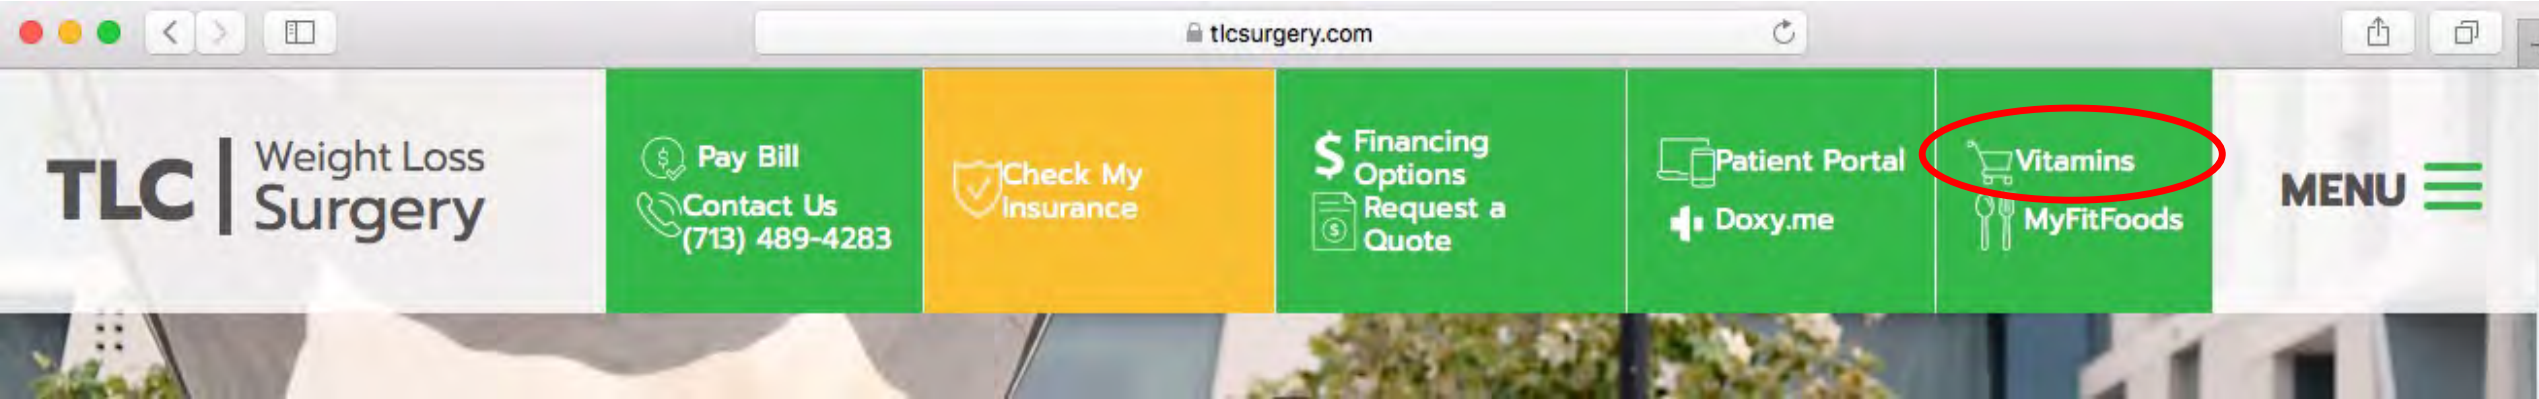 tlcsurgery.com
TLC
Weight Loss
Surgery
$ Pay Bill
Contact Us
(713) 489-4283
Check My
Insurance
$ Financing
Options
Request a
$ Quote
Patient Portal
Doxy.me
Vitamins
MyFitFoods
MENU